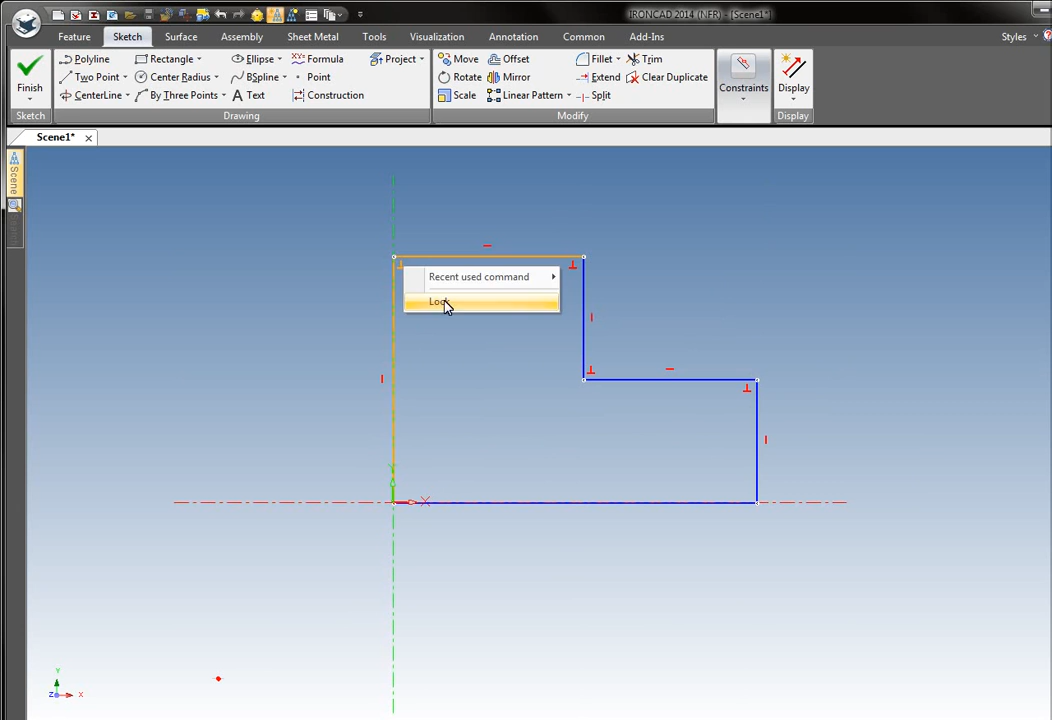 IRONCAD 2014 (NFR) - [Scene1*]
Feature Sketch Surface Assembly Sheet Metal Tools Visualization Annotation Common Add-Ins Styles
Polyline Rectangle Ellipse Formula Project Move Offset Fillet Trim
Two Point Center Radius BSpline Point Rotate Mirror Extend Clear Duplicate
Finish Constraints Display
CenterLine By Three Points A Text Construction Scale Linear Pattern Split
Sketch Drawing Modify Display
Scene1*
Scene
Recent used command
Y
X
Y
Z X